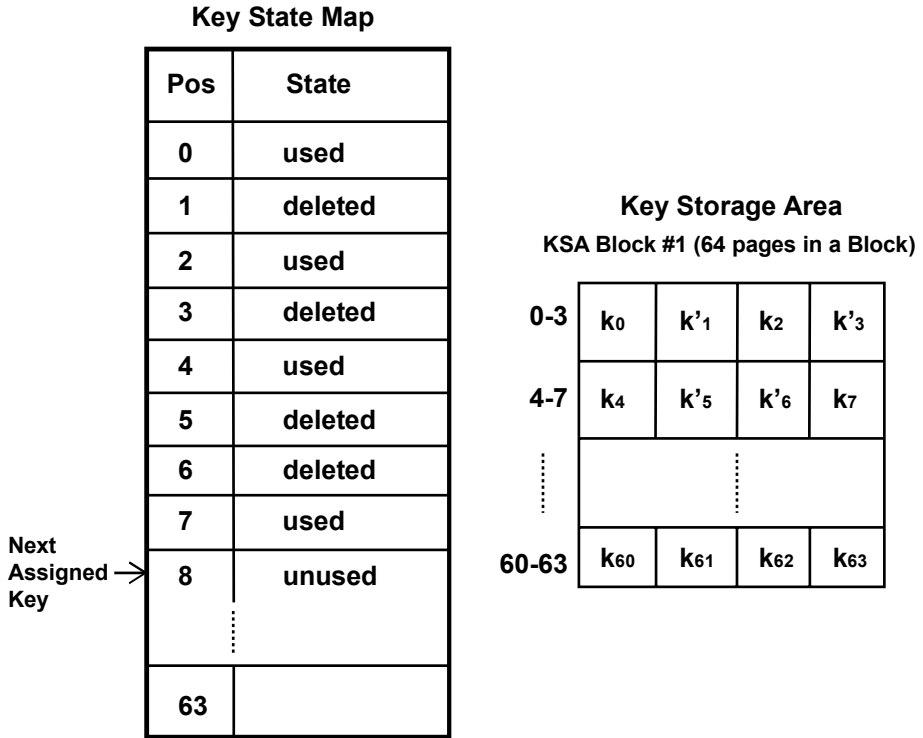 Key State Map
Pos State
0 used
1 deleted
2 used
3 deleted
4 used
5 deleted
6 deleted
7 used
Next
Assigned
Key
8 unused
63
Key Storage Area
KSA Block #1 (64 pages in a Block)
0-3 k0 k’1 k2 k’3
4-7 k4 k’5 k’6 k7
60-63 k60 k61 k62 k63